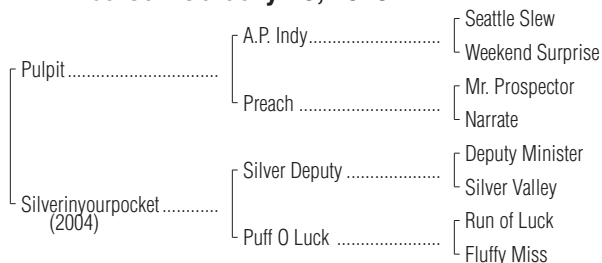 Seattle Slew
A.P. Indy
Weekend Surprise
Pulpit
Mr. Prospector
Preach
Narrate
Deputy Minister
Silver Deputy
Silver Valley
Silverinyourpocket
(2004)
Run of Luck
Puff O Luck
Fluffy Miss